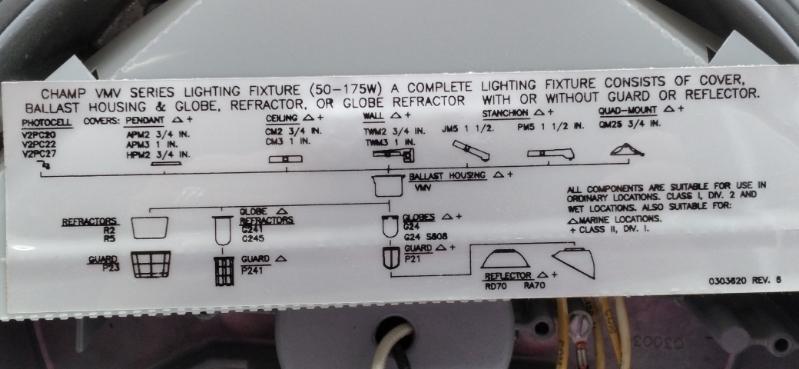 CHAMP VMV SERIES LIGHTING FIXTURE (50-175W) A COMPLETE LIGHTING FIXTURE CONSISTS OF COVER,
BALLAST HOUSING & GLOBE, REFRACTOR, OR GLOBE REFRACTOR WITH OR WITHOUT GUARD OR REFLECTOR.
PHOTOCELL
V2PC20
V2PC22
V2PC27
COVERS: PENDANT △ +
APM2 3/4 IN.
APM3 1 IN.
HPM2 3/4 IN.
CEILING △ +
CM2 3/4 IN.
CM3 1 IN.
WALL △ +
TWM2 3/4 IN.
TWM3 1 IN.
STANCHION △ +
JM5 1 1/2. PM5 1 1/2 IN.
QUAD-MOUNT △ +
QM25 3/4 IN.
BALLAST HOUSING △ +
VMV
REFRACTORS
R2
R5
GLOBE △
REFRACTORS
G241
G245
GLOBES △ +
G24
G24 S808
GUARD
P23
GUARD △
P241
GUARD △ +
P21
REFLECTOR △ +
RD70 RA70
ALL COMPONENTS ARE SUITABLE FOR USE IN
ORDINARY LOCATIONS. CLASS I, DIV. 2 AND
WET LOCATIONS. ALSO SUITABLE FOR:
△ MARINE LOCATIONS.
+ CLASS II, DIV. I.
0303620 REV. 6